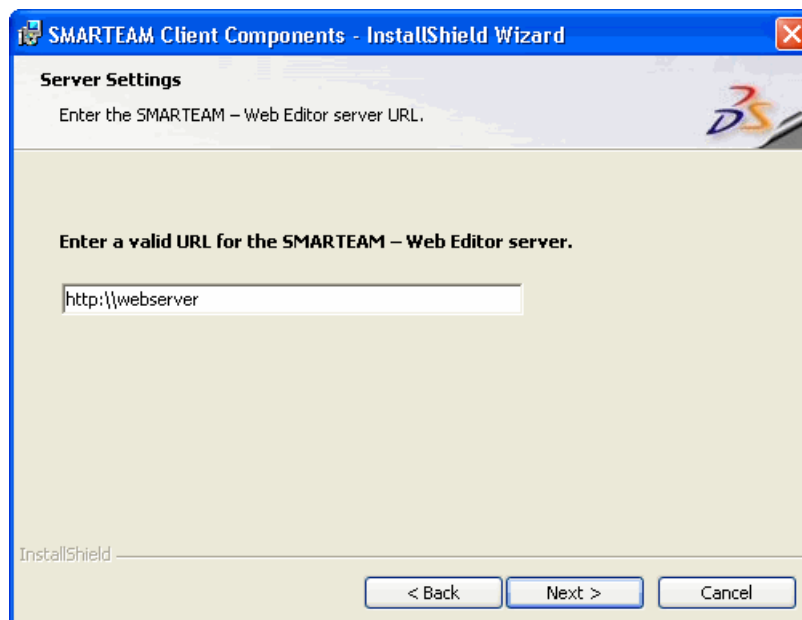 SMARTEAM Client Components - InstallShield Wizard
Server Settings
Enter the SMARTEAM – Web Editor server URL.
Enter a valid URL for the SMARTEAM – Web Editor server.
http:\\webserver
InstallShield
< Back Next > Cancel